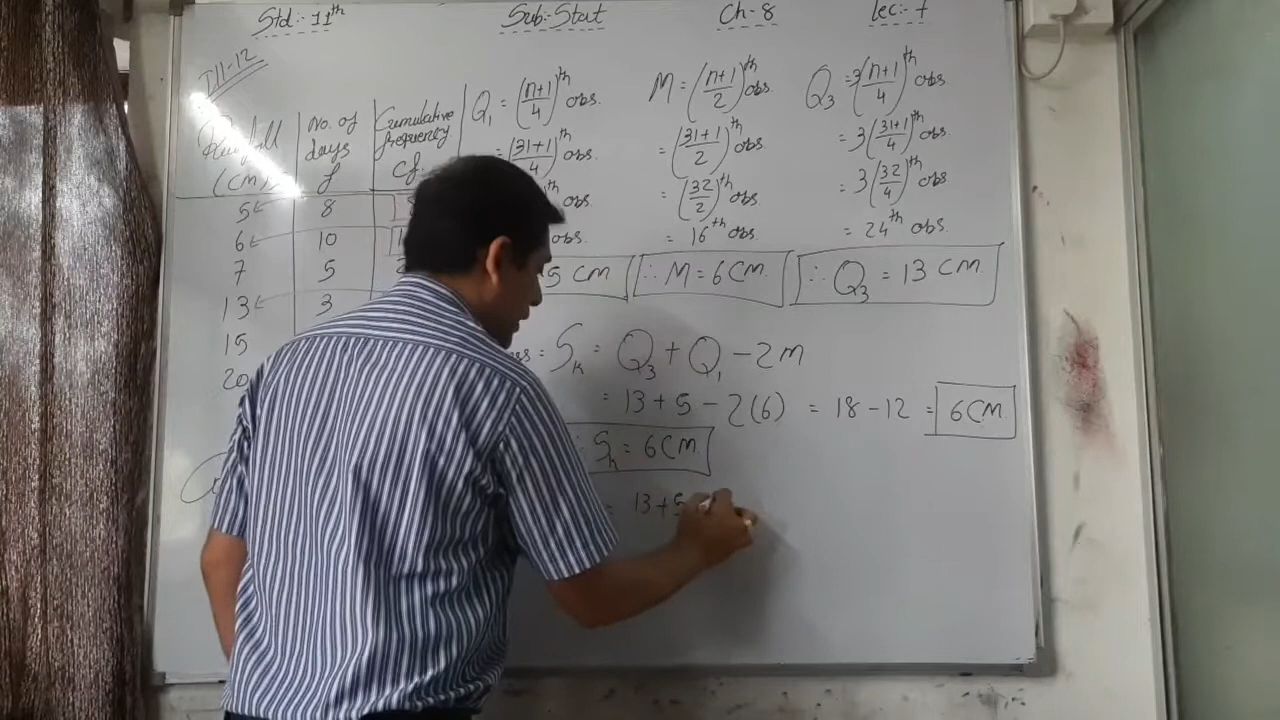 Std:- 11th Sub:- Stat Ch-8 Lec:- 7
Ill-12
Rainfall (cm) No. of days f Cumulative frequency cf.
5 8
6 10
7 5
13 3
15
20
Q1 = (n+1/4)th obs.
= (31+1/4)th obs.
th obs.
obs.
5 cm
M = (n+1/2)th obs.
= (31+1/2)th obs
= (32/2)th obs
= 16th obs.
∴ M = 6 cm.
Q3 = 3(n+1/4)th obs.
= 3(31+1/4)th obs.
= 3(32/4)th obs
= 24th obs.
∴ Q3 = 13 cm
ess = Sk = Q3 + Q1 - 2M
= 13 + 5 - 2(6) = 18 - 12 = 6 cm
∴ Sk = 6 cm.
= 13 + 5